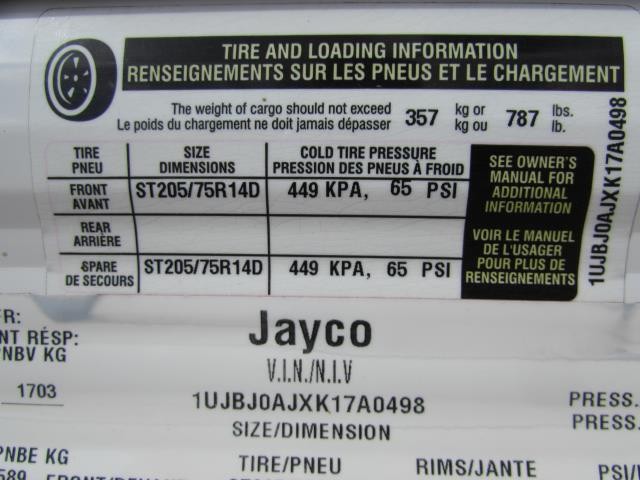 TIRE AND LOADING INFORMATION
RENSEIGNEMENTS SUR LES PNEUS ET LE CHARGEMENT
The weight of cargo should not exceed 357 kg or 787 lbs.
Le poids du chargement ne doit jamais dépasser kg ou lb.
TIRE SIZE COLD TIRE PRESSURE
PNEU DIMENSIONS PRESSION DES PNEUS À FROID
FRONT ST205/75R14D 449 KPA, 65 PSI
AVANT
REAR
ARRIÈRE
SPARE ST205/75R14D 449 KPA, 65 PSI
DE SECOURS
SEE OWNER'S
MANUAL FOR
ADDITIONAL
INFORMATION
VOIR LE MANUEL
DE L'USAGER
POUR PLUS DE
RENSEIGNEMENTS
1UJBJ0AJXK17A0498
FR:
NT RÉSP:
PNBV KG
1703
Jayco
V.I.N./N.I.V
1UJBJ0AJXK17A0498
SIZE/DIMENSION
PRESS.
PRESS.
PNBE KG
589
TIRE/PNEU RIMS/JANTE PSI/